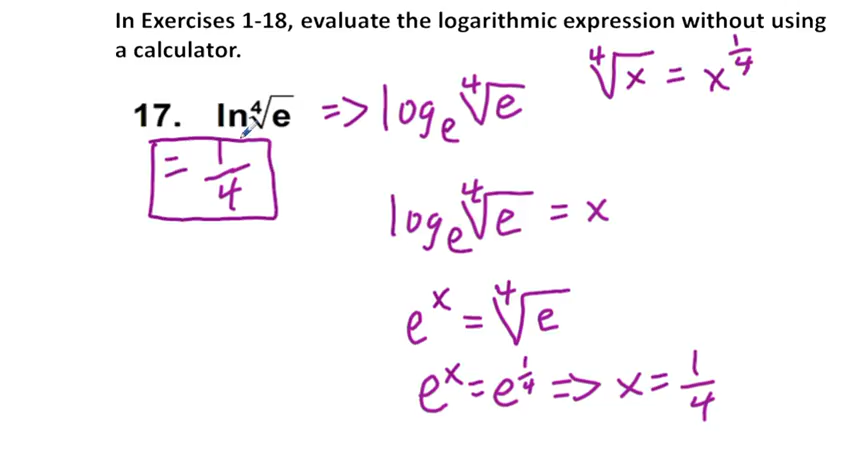 In Exercises 1-18, evaluate the logarithmic expression without using
a calculator.
∜x = x^(1/4)
17. ln∜e => log_e ∜e
= 1/4
log_e ∜e = x
e^x = ∜e
e^x = e^(1/4) => x = 1/4